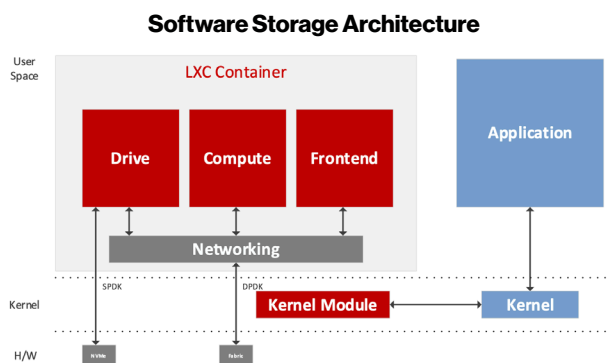 Software Storage Architecture
User
Space
LXC Container
Drive
Compute
Frontend
Application
Networking
SPDK
DPDK
Kernel
Kernel Module
Kernel
H/W
NVMe
Fabric